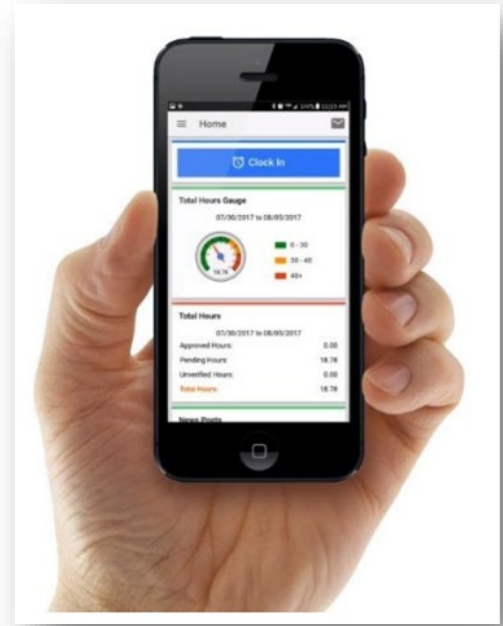 Home
Clock In
Total Hours Gauge
07/30/2017 to 08/05/2017
0 - 30
30 - 40
40+
18.78
Total Hours
07/30/2017 to 08/05/2017
Approved Hours: 0.00
Pending Hours: 18.78
Unverified Hours: 0.00
Total Hours: 18.78
News Posts